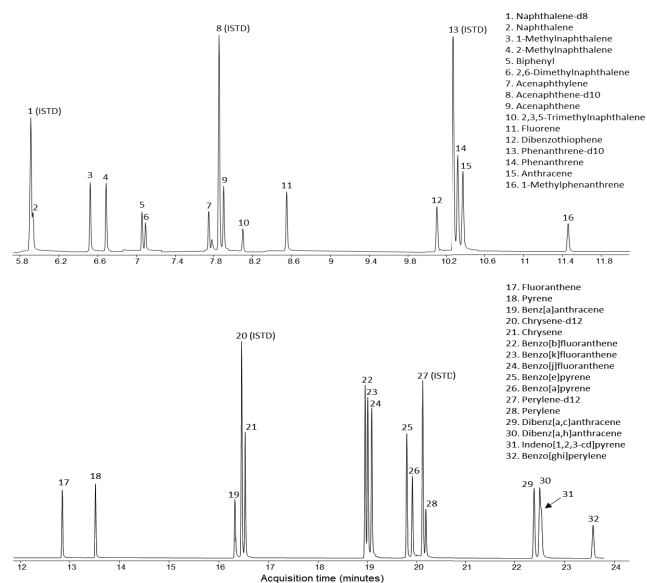 8 (ISTD)
13 (ISTD)
1. Naphthalene-d8
2. Naphthalene
3. 1-Methylnaphthalene
4. 2-Methylnaphthalene
5. Biphenyl
6. 2,6-Dimethylnaphthalene
7. Acenaphthylene
8. Acenaphthene-d10
9. Acenaphthene
10. 2,3,5-Trimethylnaphthalene
11. Fluorene
12. Dibenzothiophene
13. Phenanthrene-d10
14. Phenanthrene
15. Anthracene
16. 1-Methylphenanthrene
1 (ISTD)
2
3
4
5
6
7
9
10
11
12
14
15
16
5.8 6.2 6.6 7.0 7.4 7.8 8.2 8.6 9 9.4 9.8 10.2 10.6 11 11.4 11.8
17. Fluoranthene
18. Pyrene
19. Benz[a]anthracene
20. Chrysene-d12
21. Chrysene
22. Benzo[b]fluoranthene
23. Benzo[k]fluoranthene
24. Benzo[j]fluoranthene
25. Benzo[e]pyrene
26. Benzo[a]pyrene
27. Perylene-d12
28. Perylene
29. Dibenz[a,c]anthracene
30. Dibenz[a,h]anthracene
31. Indeno[1,2,3-cd]pyrene
32. Benzo[ghi]perylene
20 (ISTD)
27 (ISTD)
17
18
19
21
22
23
24
25
26
28
29
30
31
32
12 13 14 15 16 17 18 19 20 21 22 23 24
Acquisition time (minutes)